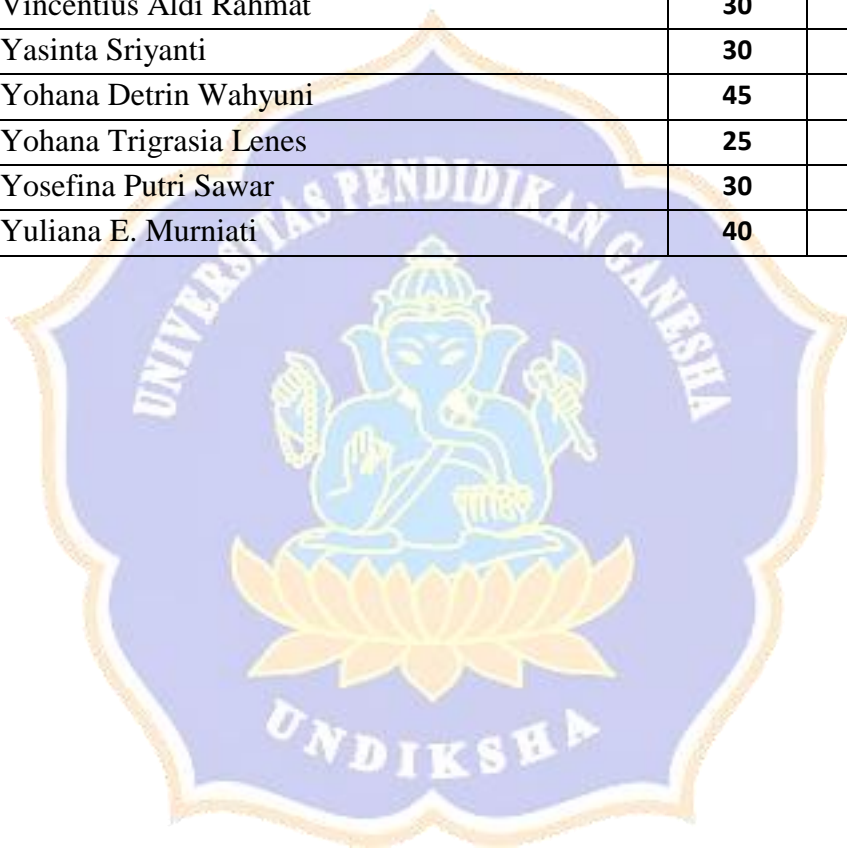 Vincentius Aldi Rahmat 30
Yasinta Sriyanti 30
Yohana Detrin Wahyuni 45
Yohana Trigrasia Lenes 25
Yosefina Putri Sawar 30
Yuliana E. Murniati 40
UNIVERSITAS PENDIDIKAN GANESHA
UNDIKSHA